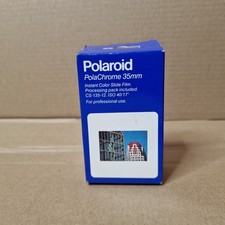 Polaroid
PolaChrome 35mm
Instant Color Slide Film
Processing pack included
CS-135-12. ISO 40/17°
For professional use.